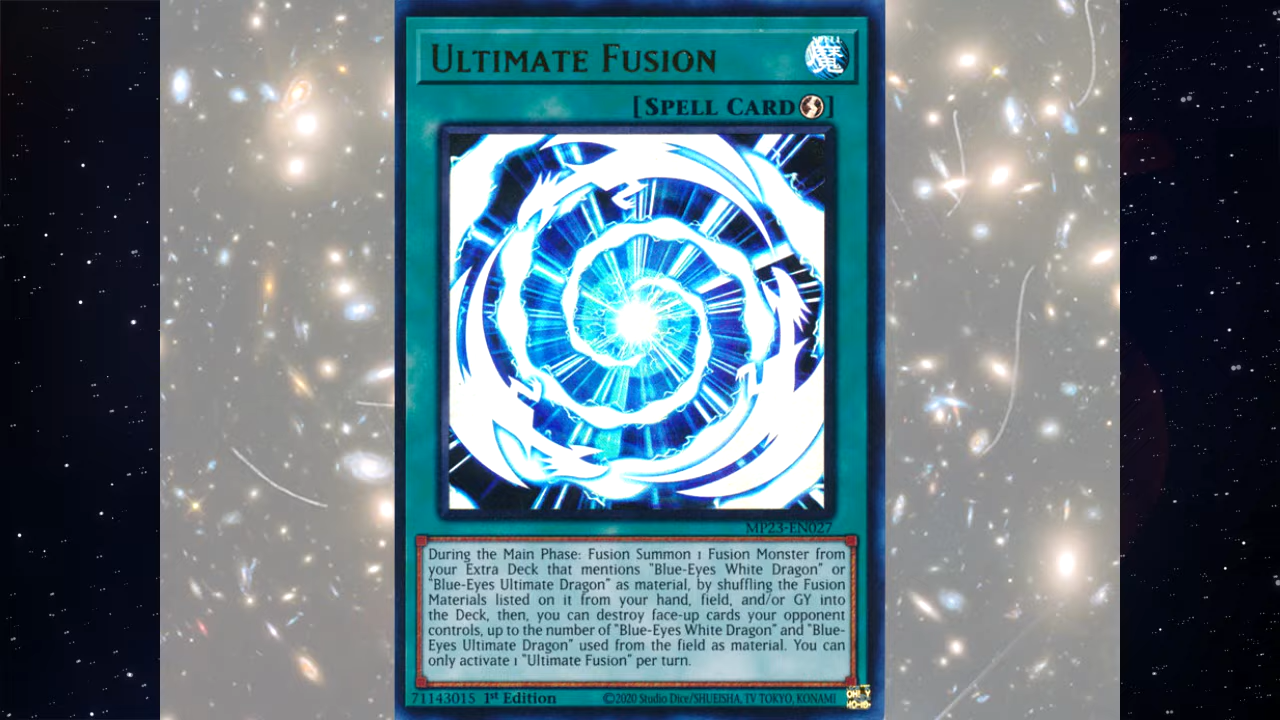 ULTIMATE FUSION
SPELL
魔
[SPELL CARD]
MP23-EN027
During the Main Phase: Fusion Summon 1 Fusion Monster from
your Extra Deck that mentions "Blue-Eyes White Dragon" or
"Blue-Eyes Ultimate Dragon" as material, by shuffling the Fusion
Materials listed on it from your hand, field, and/or GY into
the Deck, then, you can destroy face-up cards your opponent
controls, up to the number of "Blue-Eyes White Dragon" and "Blue-
Eyes Ultimate Dragon" used from the field as material. You can
only activate 1 "Ultimate Fusion" per turn.
71143015 1st Edition ©2020 Studio Dice/SHUEISHA, TV TOKYO, KONAMI